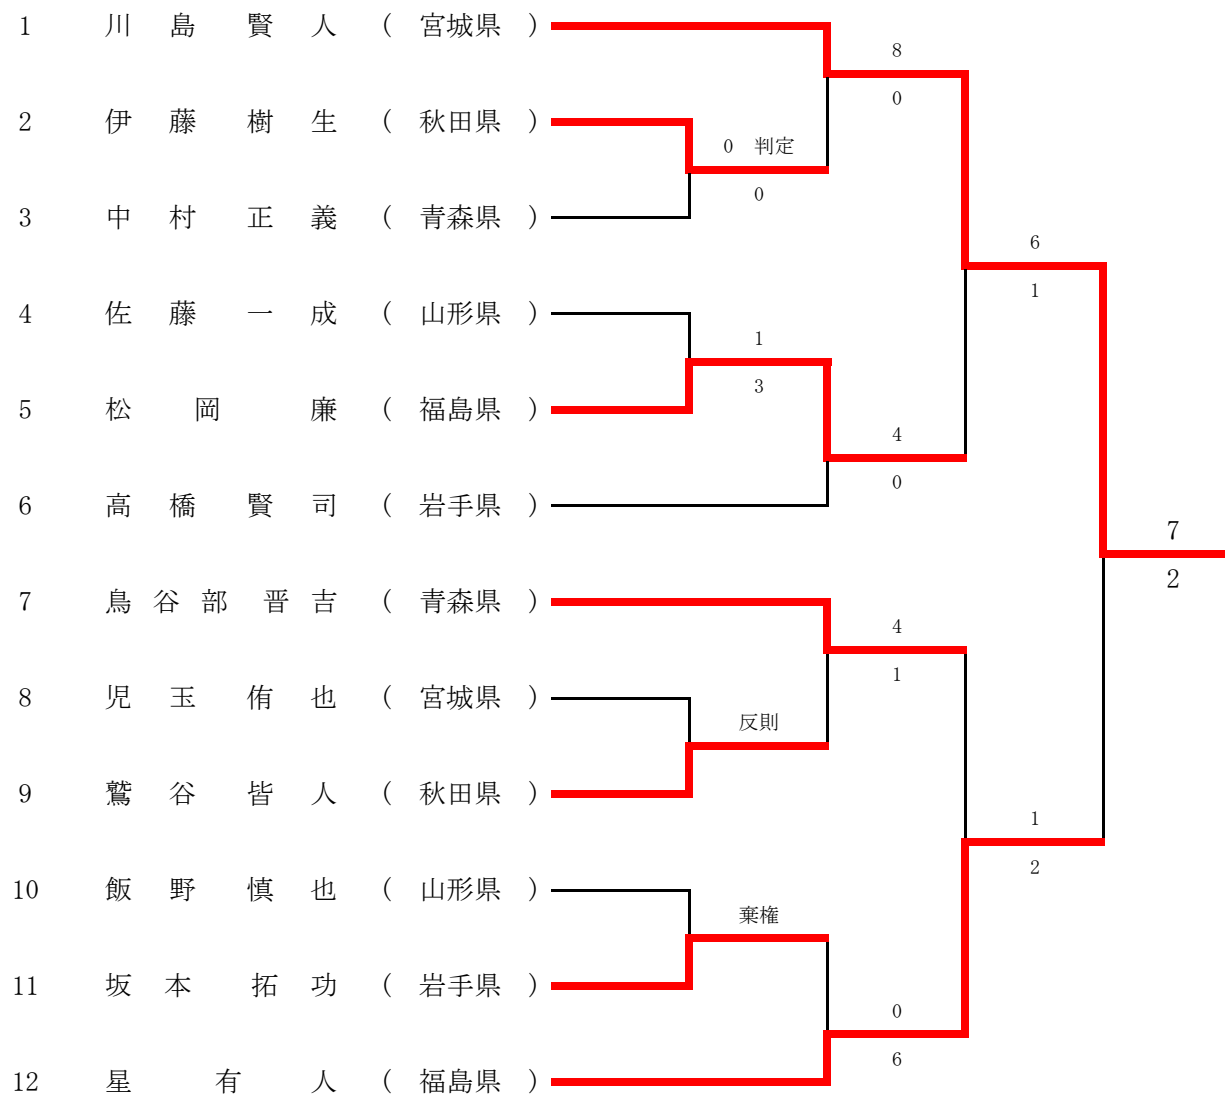 1 川島 賢人 ( 宮城県 )
8
0
2 伊藤 樹生 ( 秋田県 )
0 判定
0
3 中村 正義 ( 青森県 )
6
1
4 佐藤 一成 ( 山形県 )
1
3
5 松岡 廉 ( 福島県 )
4
0
6 高橋 賢司 ( 岩手県 )
7
2
7 鳥谷部 晋吉 ( 青森県 )
4
1
8 児玉 侑也 ( 宮城県 )
反則
9 鷲谷 皆人 ( 秋田県 )
1
2
10 飯野 慎也 ( 山形県 )
棄権
11 坂本 拓功 ( 岩手県 )
0
6
12 星 有人 ( 福島県 )